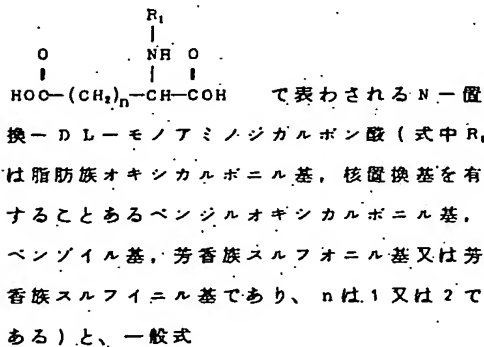 R₁
|
O NH O
‖ | ‖
HOC-(CH₂)n-CH-COH で表わされるN-置
換-DL-モノアミノジカルボン酸(式中R₁
は脂肪族オキシカルボニル基,核置換基を有
することあるベンジルオキシカルボニル基,
ベンゾイル基,芳香族スルフオニル基又は芳
香族スルフイニル基であり、nは1又は2で
ある)と、一般式